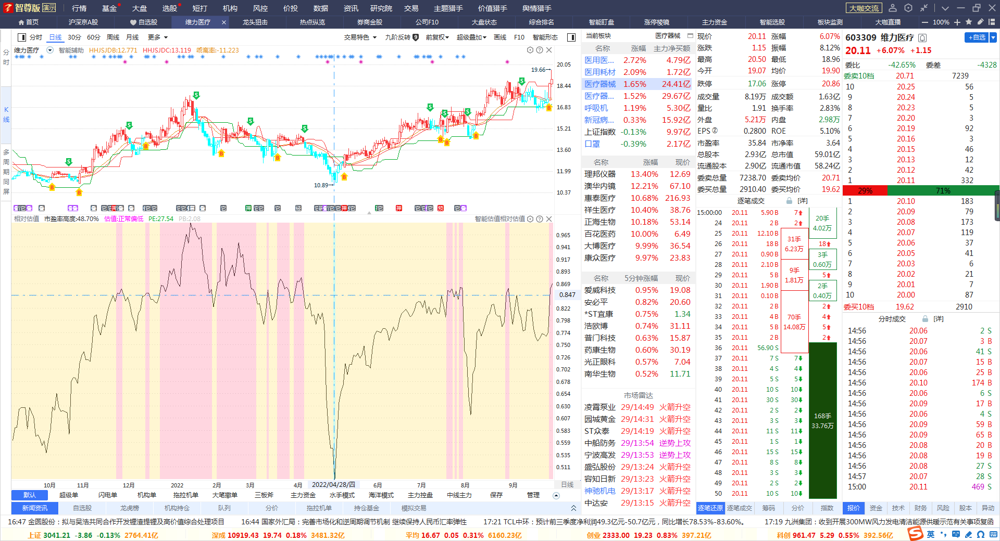 智尊版 演示 行情 基金 大盘 选股 短打 机构 风控 价投 数据 资讯 研究院 交易 主题猎手 价值猎手 舆情猎手 大咖交流
首页 沪深京A股 自选股 维力医疗 × 龙头狙击 热点纵览 券商金股 公司F10 大盘状态 综合排名 智能盯盘 涨停棱镜 主力资金 智能选股 板块监测 大咖直播 100%
分时 日线 30分 60分 周线 月线 更多 交易特色 九阶反转 9 前复权 超级叠加 画线 F10 智能形态
分时
K线
多周期同屏
维力医疗 智能辅助 HHJSJDB:12.771 HHJSJDC:13.119 乖离率:-11.223
19.66
10.89
20.05
18.44
16.83
15.21
13.60
11.99
10.37
相对估值 市盈率高度:48.70% 估值:正常偏低 PE:27.54 PB:2.08 智能估值相对估值
0.965
0.941
0.917
0.893
0.869
0.847
0.822
0.798
0.774
0.750
0.726
0.702
0.678
0.654
0.630
0.607
0.583
0.559
0.535
0.511
10月 11月 12月 2022 2月 3月 4月 2022/04/28/四 6月 7月 8月 9月 日线
默认 超级单 闪电单 机构单 拖拉机单 大笔撤单 三板斧 主力资金 水手模式 海洋模式 主力控盘 中线主力 保存 管理
新闻资讯 自选股 龙虎榜 机构持仓 队列 分价 拖拉机单 持仓基金 模拟交易
当前板块 医疗器械
名称 涨幅 主力净买额
医用医... 2.72% 4.79亿
医用耗材 2.09% 1.72亿
医疗器械 1.65% 24.41亿
医疗器... 1.52% 29.67亿
呼吸机 1.19% 5.30亿
新冠病... 0.33% 15.92亿
上证指数 -0.13% 9.97亿
口罩 -0.39% 2.17亿
名称 涨幅 现价
理邦仪器 13.40% 12.69
澳华内镜 12.21% 67.10
惠泰医疗 10.68% 216.93
祥生医疗 10.40% 38.76
正海生物 10.18% 53.14
百花医药 10.00% 6.49
大博医疗 9.99% 36.54
康众医疗 9.97% 23.83
名称 5分钟涨幅 现价
爱威科技 0.95% 19.08
安必平 0.82% 20.60
*ST宜康 0.75% 1.34
浩欧博 0.74% 31.11
普门科技 0.63% 15.87
药康生物 0.60% 30.19
光正眼科 0.57% 7.04
南华生物 0.52% 11.71
市场雷达
凌霄泵业 29/14:49 火箭升空
园城黄金 29/14:31 火箭升空
ST众泰 29/14:19 火箭升空
中船防务 29/13:54 逆势上攻
宁波高发 29/13:53 逆势上攻
盛弘股份 29/13:24 火箭升空
容知日新 29/13:23 火箭升空
神驰机电 29/13:17 火箭升空
中达安 29/13:15 火箭升空
现价 20.11 涨幅 6.07%
涨跌 1.15 振幅 8.12%
最高 20.50 最低 18.96
今开 19.07 均价 19.90
跌停 17.06 涨停 20.86
成交量 8.19万 成交额 1.63亿
量比 1.91 换手率 2.83%
外盘 5.21万 内盘 2.98万
EPS② 0.2800 ROE 5.10%
市盈率 35.84 市净率 3.64
总股本 2.93亿 总市值 59.01亿
流通股本 2.90亿 流通市值 58.24亿
委卖总量 7238.70 委卖均价 20.71
委买总量 2910.40 委买均价 19.62
逐笔成交 [详]
15:00:00 20.11 5.90 B 7
24 20.11 2 B 2
25 20.11 12.10 B
26 20.11 18 B 18
27 20.11 0.90 B
28 20.11 2.10 B
29 20.11 5 B 5
30 20.11 1.90 B
31 20.11 0.10 B
32 20.11 2 B 2
33 20.11 4 B 4
34 20.11 5 B 5
35 20.11 2 B 2
36 20.11 56.90 S
37 20.11 7 S 7
38 20.11 4 S 4
39 20.11 5 S 5
40 20.11 10 S 10
41 20.11 30 S 30
42 20.11 2 S 2
43 20.11 3 S 3
44 20.11 11 S 11
45 20.11 1 S 1
46 20.11 15 S 15
47 20.11 8 S 8
48 20.11 3 S 3
49 20.11 2 S 2
50 20.11 10 S 10
31手
6.23万
9手
1.81万
70手
14.08万
20手
4.02万
3手
0.60万
2手
0.40万
168手
33.76万
逐笔还原 逐笔成交 筹码 分价 指数
603309 维力医疗 +自选
20.11 +6.07% +1.15
委比 -42.65% 委差 -4328
委卖10档 20.71 7239
10 20.25 56
9 20.24 5
8 20.23 5
7 20.20 3
6 20.19 92
5 20.16 3
4 20.15 46
3 20.13 12
2 20.12 42
1 20.11 332
29% 71%
1 20.10 183
2 20.09 79
3 20.08 173
4 20.07 119
5 20.06 37
6 20.05 41
7 20.03 6
8 20.02 21
9 20.01 7
10 20.00 87
委买10档 19.62 2910
分时成交 [详]
14:56 20.06 2 S
14:56 20.07 3 B
14:56 20.06 41 S
14:56 20.07 15 B
14:56 20.06 25 B
14:56 20.10 174 B
14:56 20.06 6 S
14:56 20.09 17 B
14:56 20.06 4 S
14:56 20.09 59 B
14:56 20.09 65 B
14:56 20.08 20 B
14:56 20.08 19 B
14:56 20.08 27 S
14:57 20.07 28 S
15:00 20.11 469 S
报价 资金 技术 财务 风险 股本 异动
16:47 金圆股份：拟与昊浩共同合作开发锂渣提锂及高价值综合处理项目 16:44 国家外汇局：完善市场化和逆周期调节机制 继续保持人民币汇率弹性 17:21 TCL中环：预计前三季度净利润49.3亿元-50.7亿元，同比增长78.53%-83.60%。 17:19 九洲集团：收到开展300MW风力发电清洁能源供暖示范有关事项复函
上证 3041.21 -3.86 -0.13% 2764.41亿 深成 10919.43 19.74 0.18% 3481.32亿 平均 16.67 0.05 0.31% 6160.23亿 创业 2333.00 19.23 0.83% 397.21亿 科创 961.47 5.29 0.55% 392.56亿 英